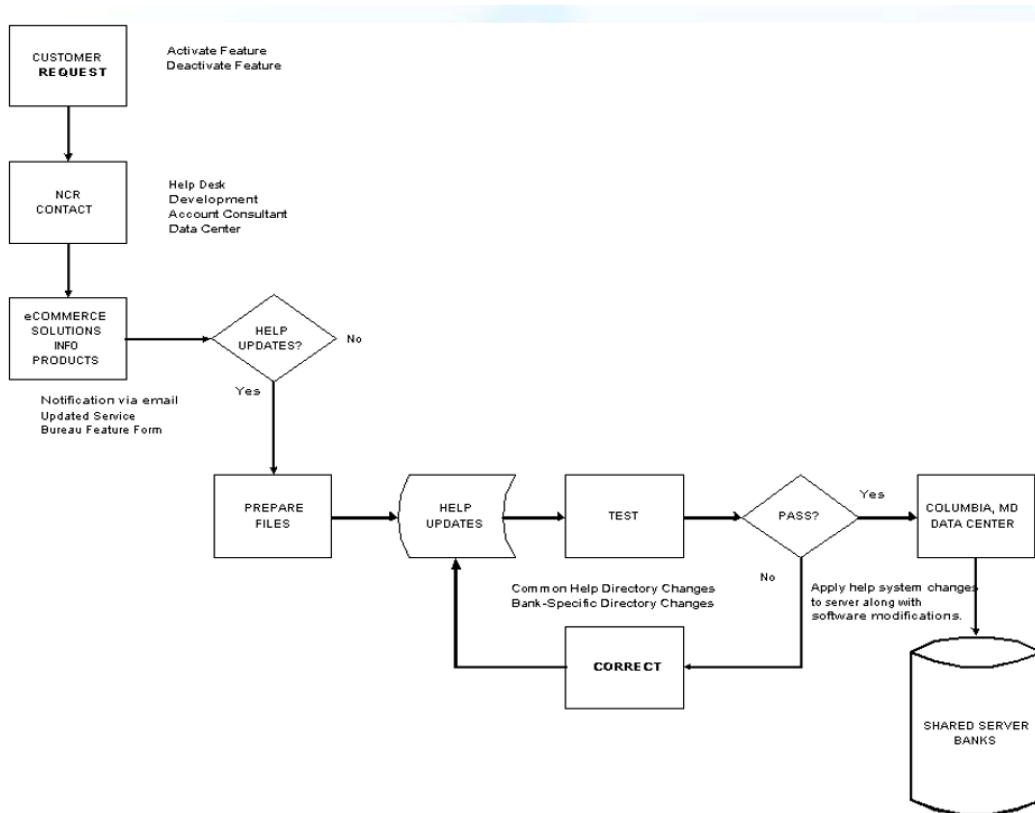 CUSTOMER
REQUEST
Activate Feature
Deactivate Feature
NCR
CONTACT
Help Desk
Development
Account Consultant
Data Center
eCOMMERCE
SOLUTIONS
INFO
PRODUCTS
HELP
UPDATES?
No
Yes
Notification via email
Updated Service
Bureau Feature Form
PREPARE
FILES
HELP
UPDATES
TEST
PASS?
Yes
COLUMBIA, MD
DATA CENTER
No
Common Help Directory Changes
Bank-Specific Directory Changes
Apply help system changes
to server along with
software modifications.
CORRECT
SHARED SERVER
BANKS